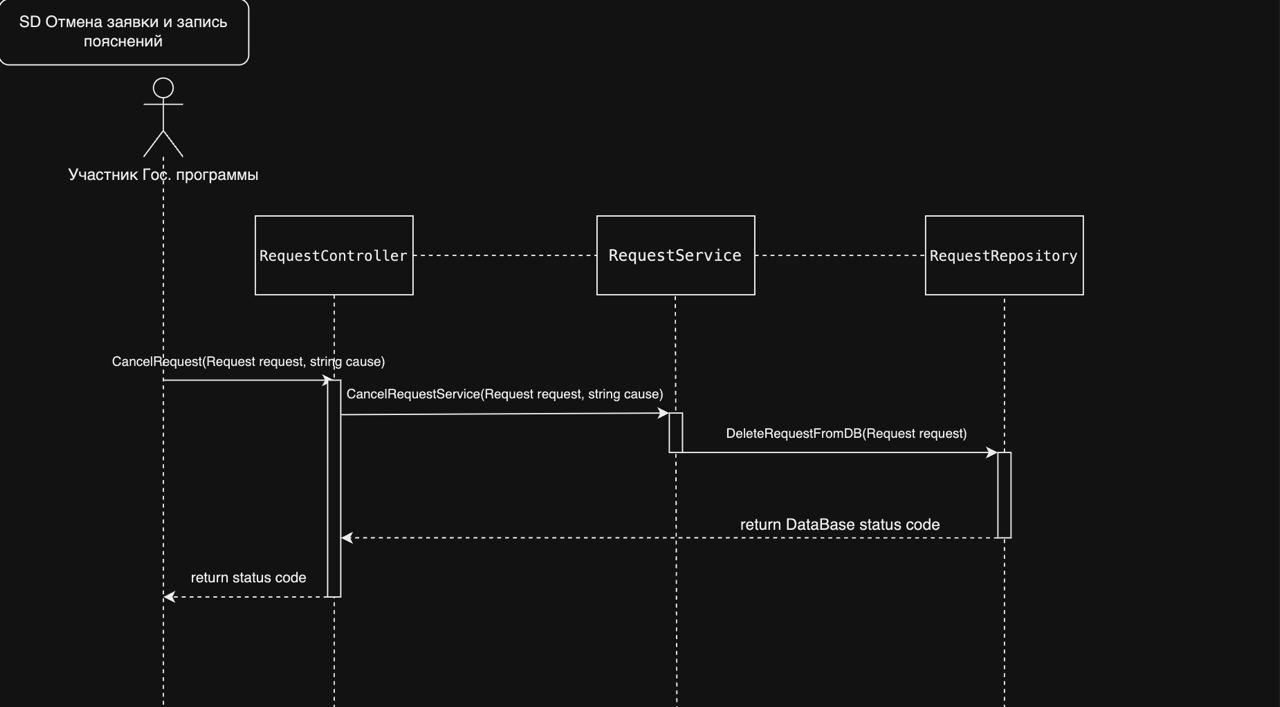 SD Отмена заявки и запись
пояснений
Участник Гос. программы
RequestController
RequestService
RequestRepository
CancelRequest(Request request, string cause)
CancelRequestService(Request request, string cause)
DeleteRequestFromDB(Request request)
return DataBase status code
return status code